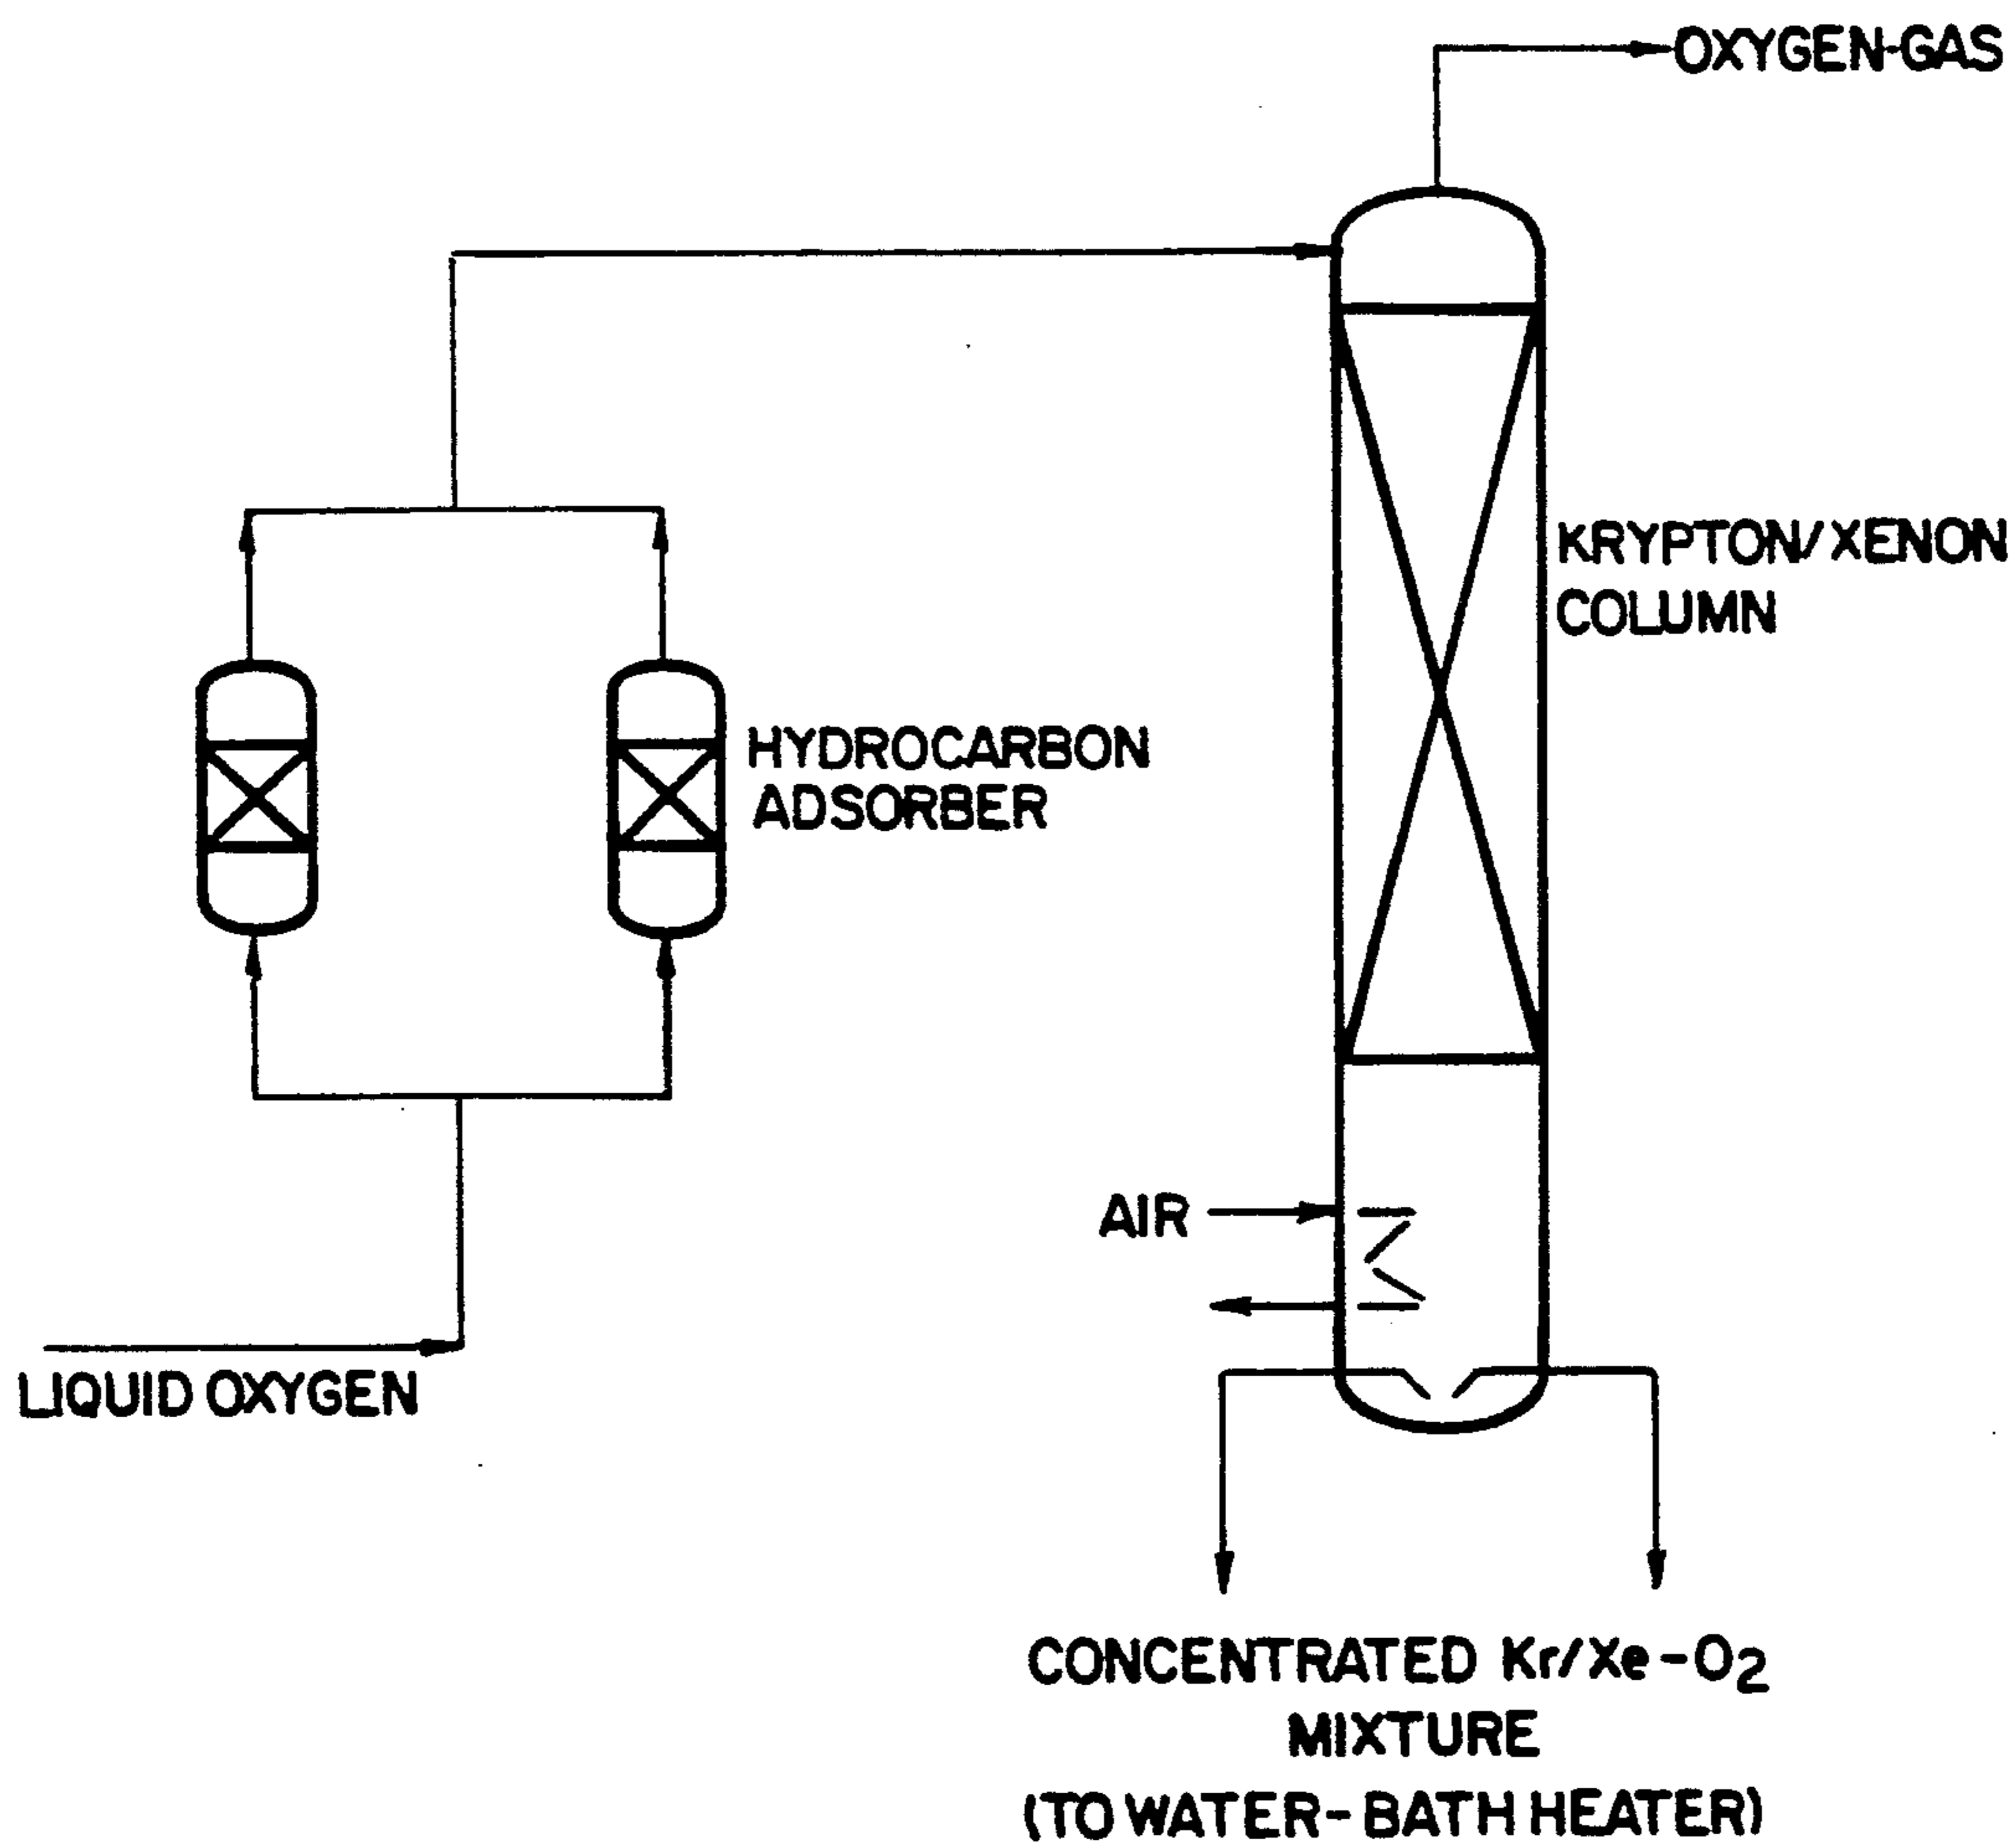 OXYGEN-GAS
KRYPTON/XENON
COLUMN
HYDROCARBON
ADSORBER
AIR
LIQUID OXYGEN
CONCENTRATED Kr/Xe-O2
MIXTURE
(TO WATER-BATH HEATER)